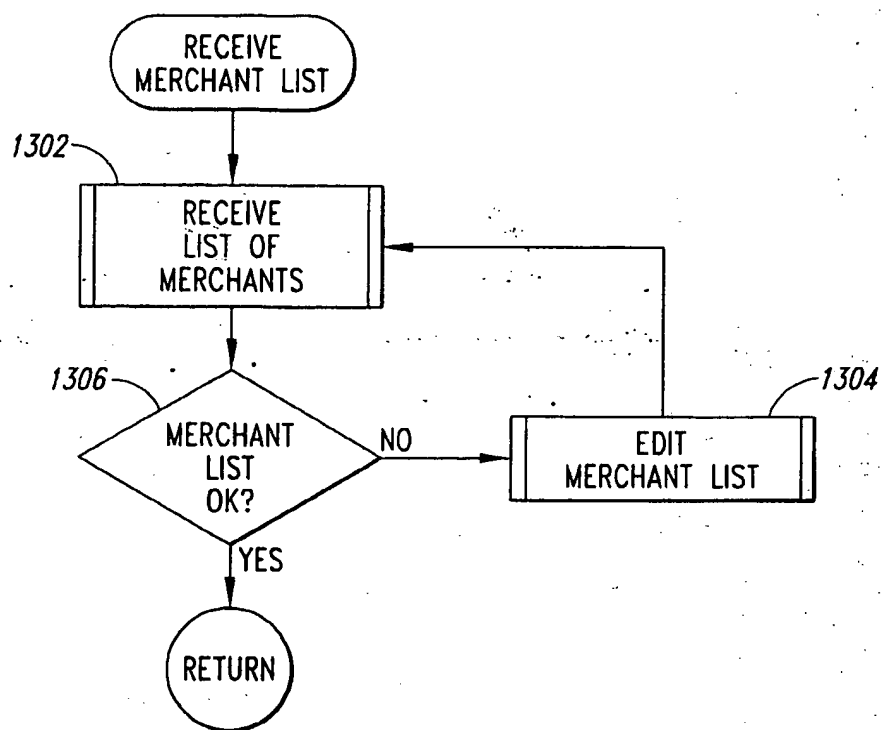 RECEIVE
MERCHANT LIST
1302
RECEIVE
LIST OF
MERCHANTS
1306
MERCHANT
LIST
OK?
NO
1304
EDIT
MERCHANT LIST
YES
RETURN